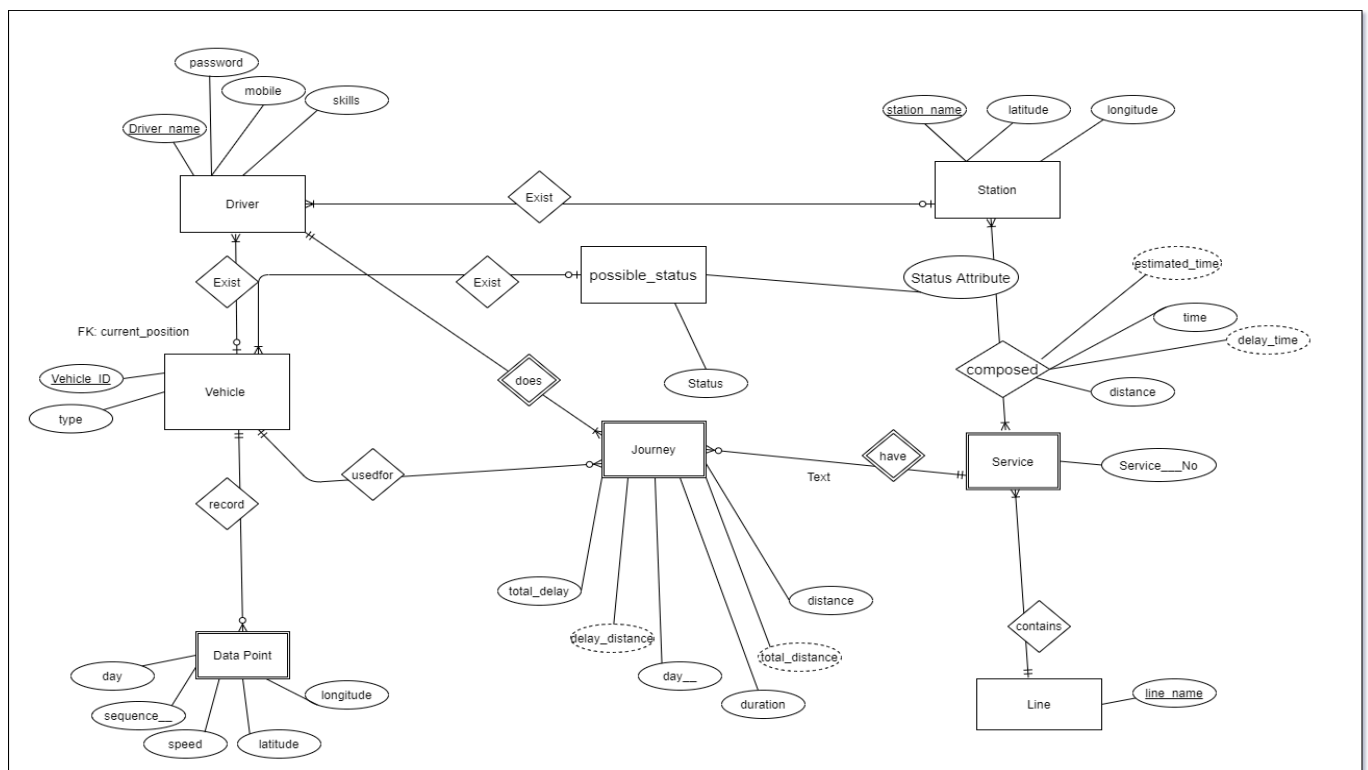 password
mobile
skills
Driver_name
station_name
latitude
longitude
Driver
Exist
Station
Exist
Exist
possible_status
Status Attribute
estimated_time
FK: current_position
time
delay_time
Vehicle_ID
type
Vehicle
does
Status
composed
distance
usedfor
Journey
have
Text
Service
Service___No
record
total_delay
delay_distance
day__
duration
total_distance
distance
contains
Data Point
day
sequence__
speed
latitude
longitude
Line
line_name